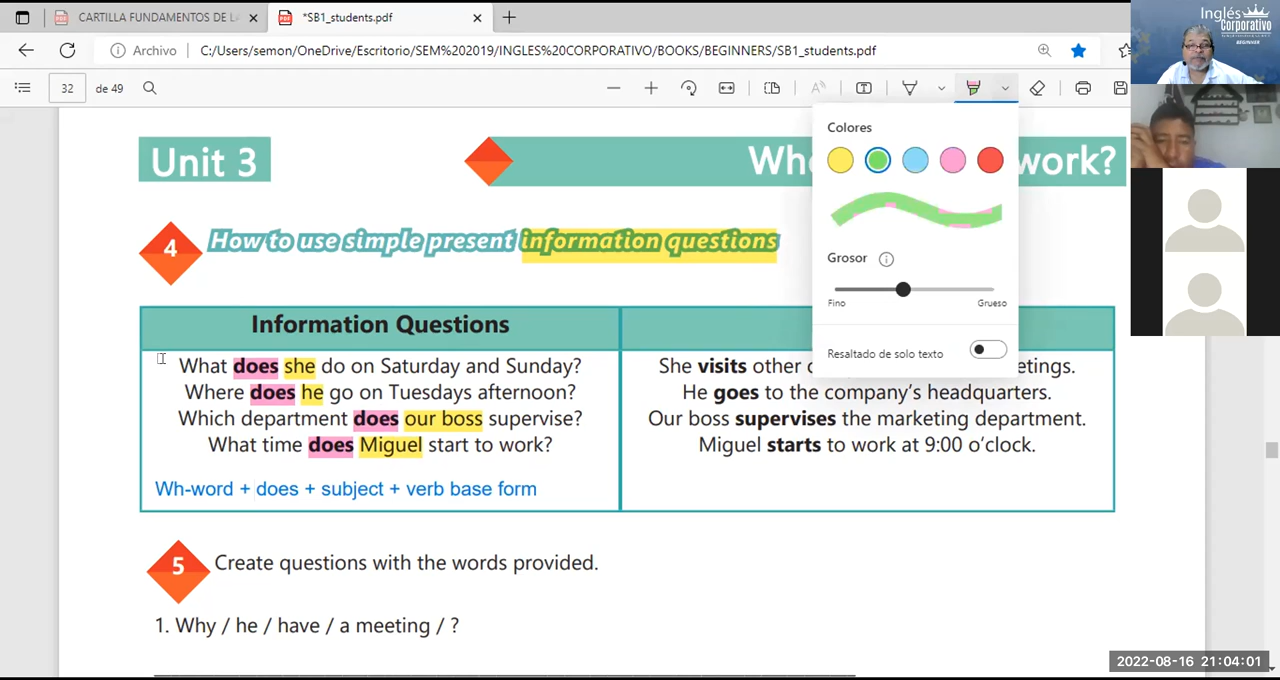 CARTILLA FUNDAMENTOS DE L
*SB1_students.pdf
Archivo
C:/Users/semon/OneDrive/Escritorio/SEM%202019/INGLES%20CORPORATIVO/BOOKS/BEGINNERS/SB1_students.pdf
32
de 49
Inglés
Corporativo
BEGINNER
Colores
Grosor
Fino
Grueso
Resaltado de solo texto
Unit 3
work?
4
How to use simple present information questions
Information Questions
What does she do on Saturday and Sunday?
Where does he go on Tuesdays afternoon?
Which department does our boss supervise?
What time does Miguel start to work?
Wh-word + does + subject + verb base form
She visits other
etings.
He goes to the company's headquarters.
Our boss supervises the marketing department.
Miguel starts to work at 9:00 o'clock.
5
Create questions with the words provided.
1. Why / he / have / a meeting / ?
2022-08-16 21:04:01